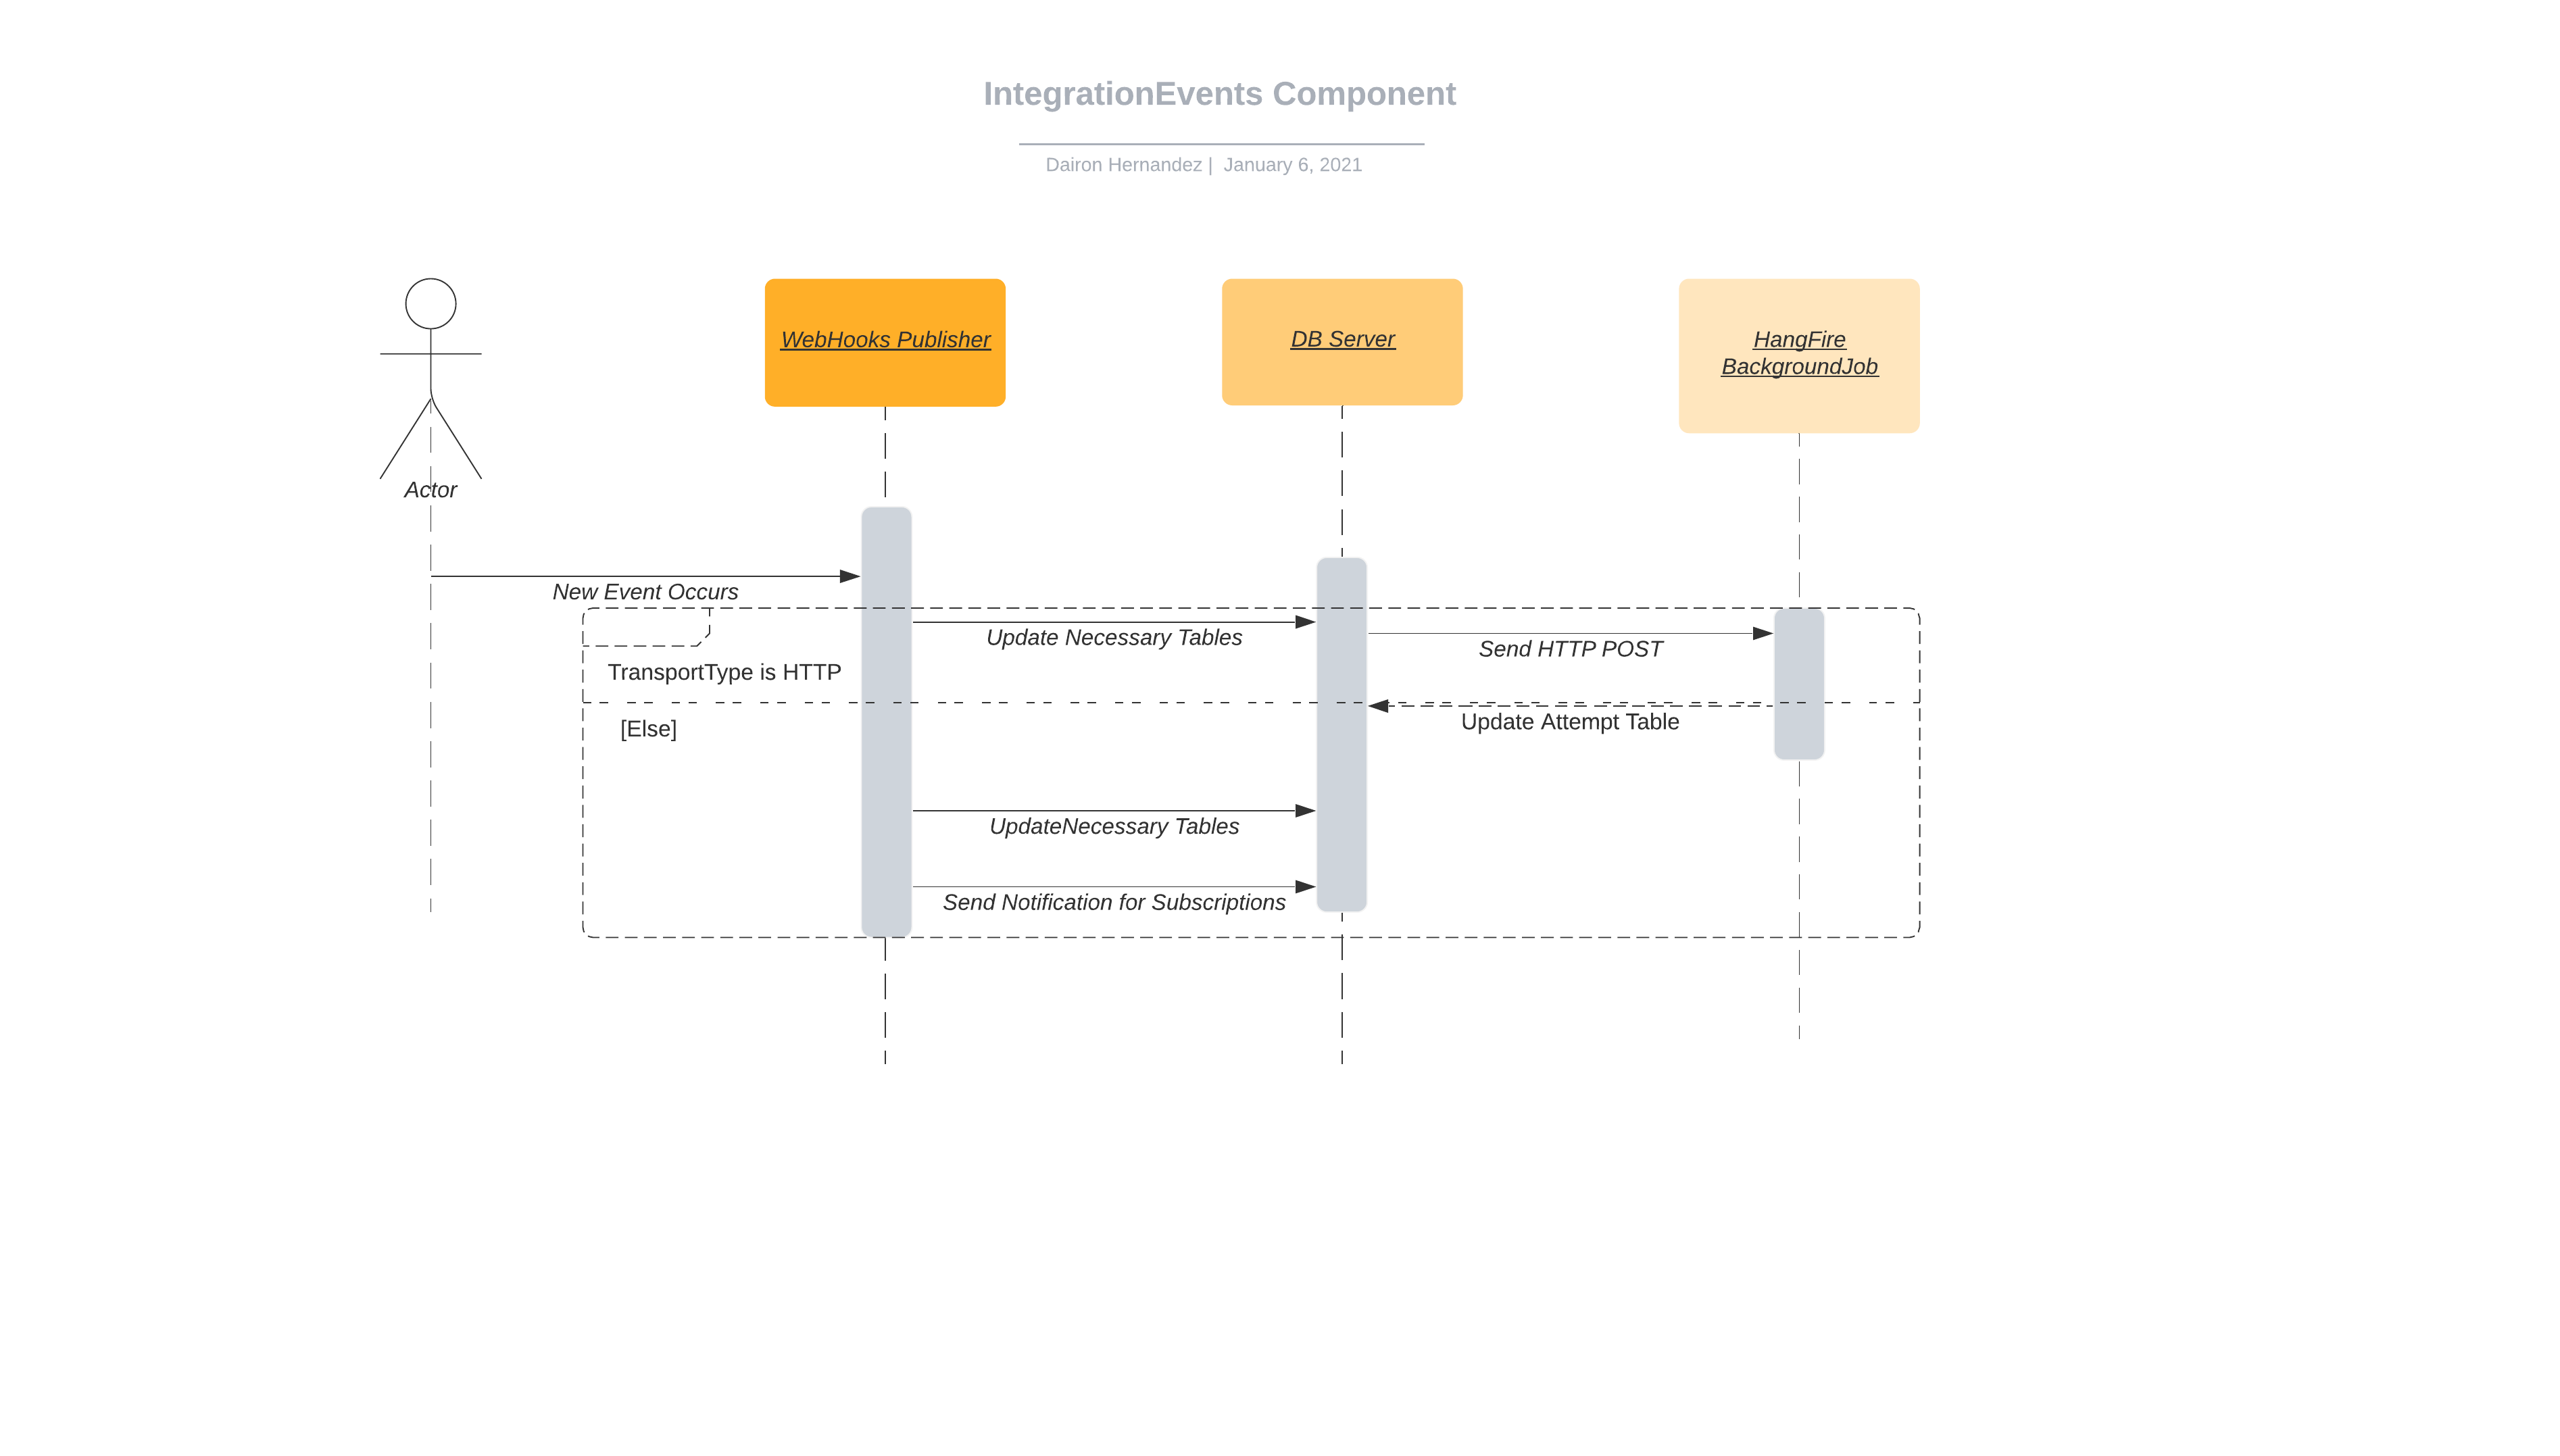 IntegrationEvents Component
Dairon Hernandez | January 6, 2021
WebHooks Publisher
DB Server
HangFire
BackgroundJob
Actor
New Event Occurs
Update Necessary Tables
Send HTTP POST
TransportType is HTTP
Update Attempt Table
[Else]
UpdateNecessary Tables
Send Notification for Subscriptions